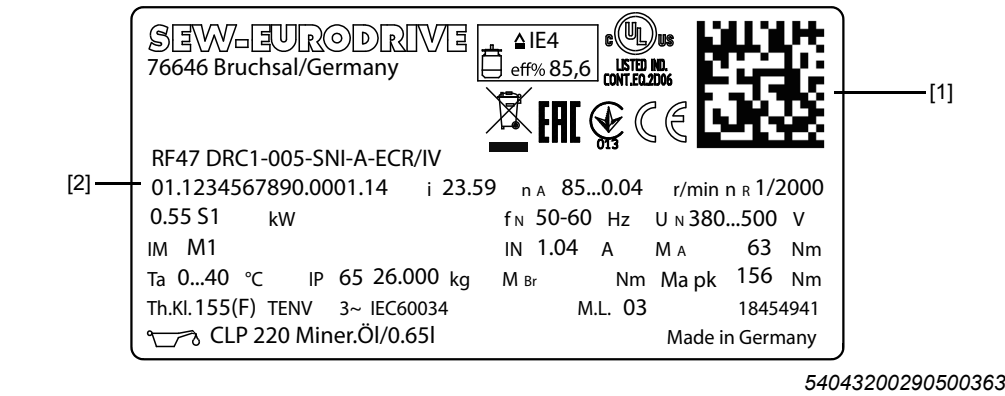 SEW-EURODRIVE
76646 Bruchsal/Germany
IE4
eff% 85,6
c UL us
LISTED IND.
CONT.EQ.2D06
[1]
EAC
013
CE
RF47 DRC1-005-SNI-A-ECR/IV
[2]
01.1234567890.0001.14 i 23.59 n A 85...0.04 r/min n R 1/2000
0.55 S1 kW f N 50-60 Hz U N 380...500 V
IM M1 IN 1.04 A M A 63 Nm
Ta 0...40 °C IP 65 26.000 kg M Br Nm Ma pk 156 Nm
Th.Kl. 155(F) TENV 3~ IEC60034 M.L. 03 18454941
CLP 220 Miner.Öl/0.65l Made in Germany
54043200290500363